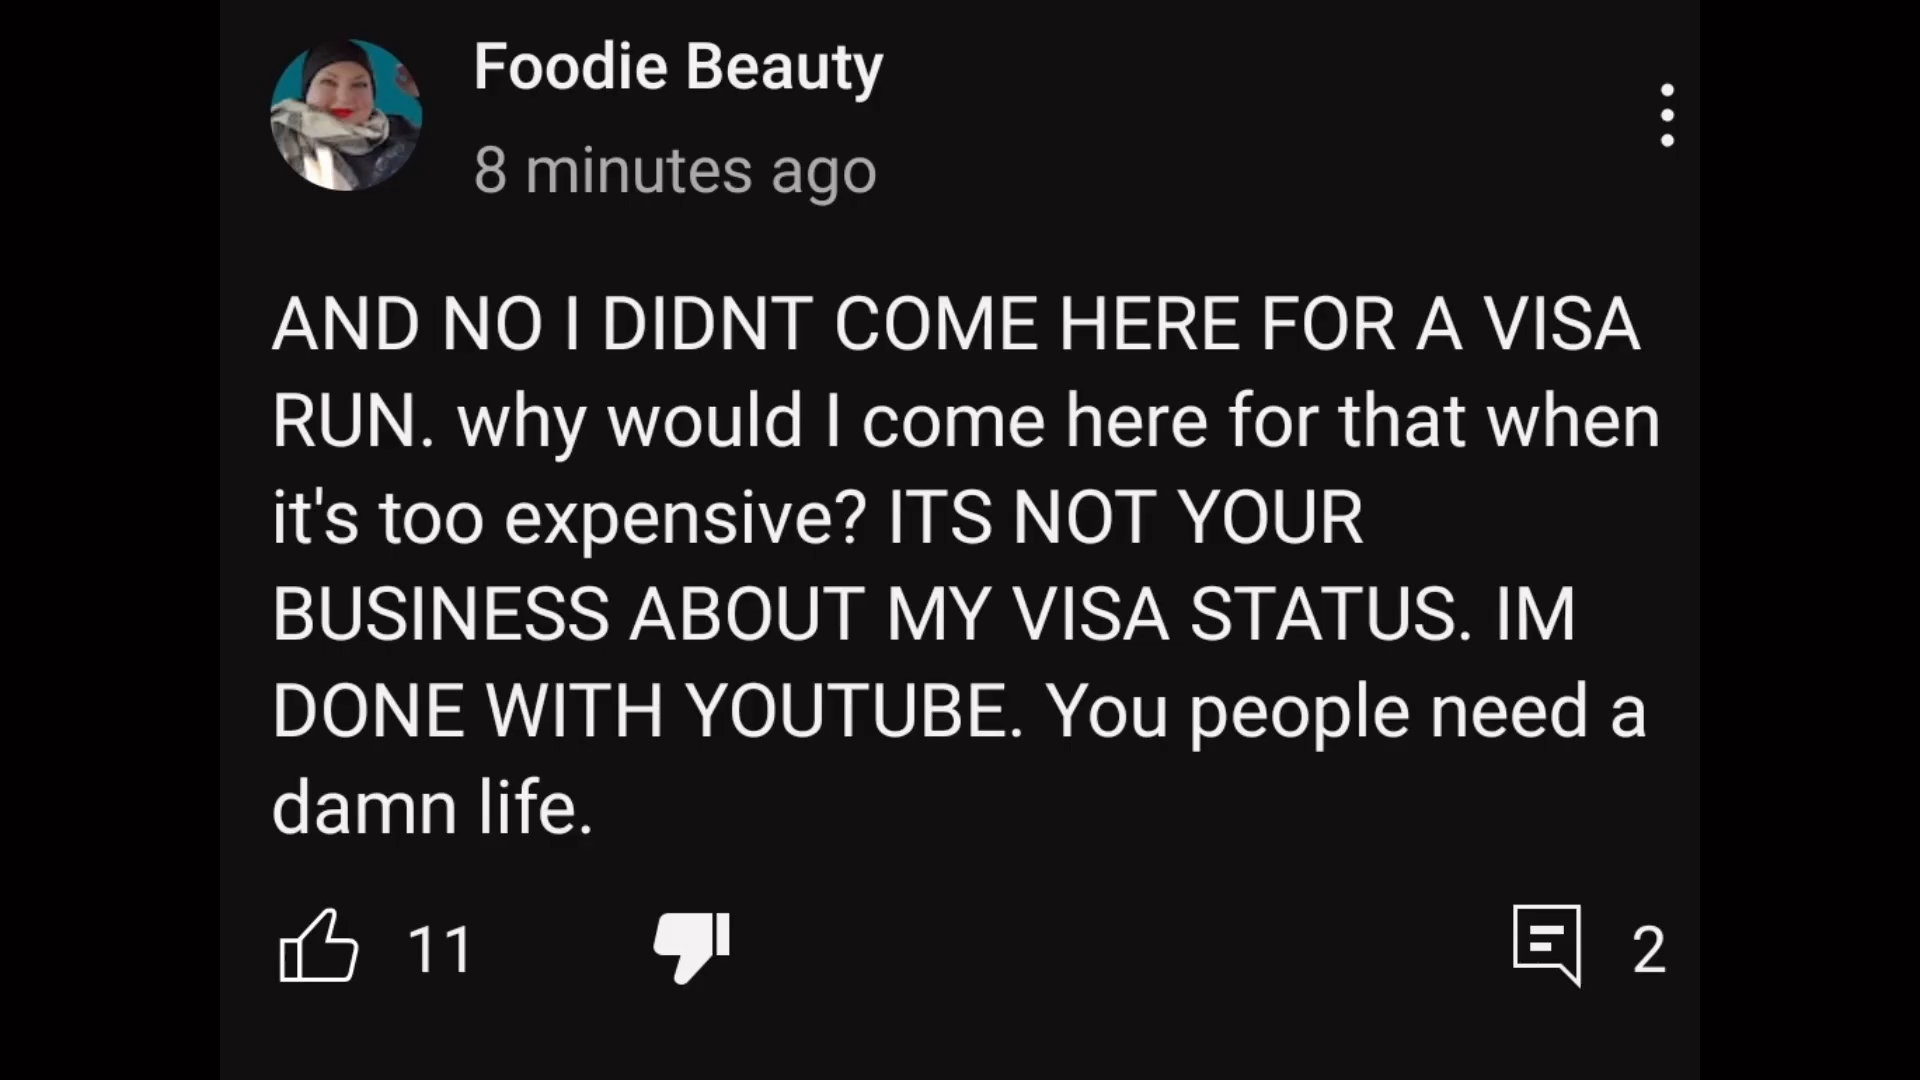 Foodie Beauty
8 minutes ago
AND NO I DIDNT COME HERE FOR A VISA
RUN. why would I come here for that when
it's too expensive? ITS NOT YOUR
BUSINESS ABOUT MY VISA STATUS. IM
DONE WITH YOUTUBE. You people need a
damn life.
11
2